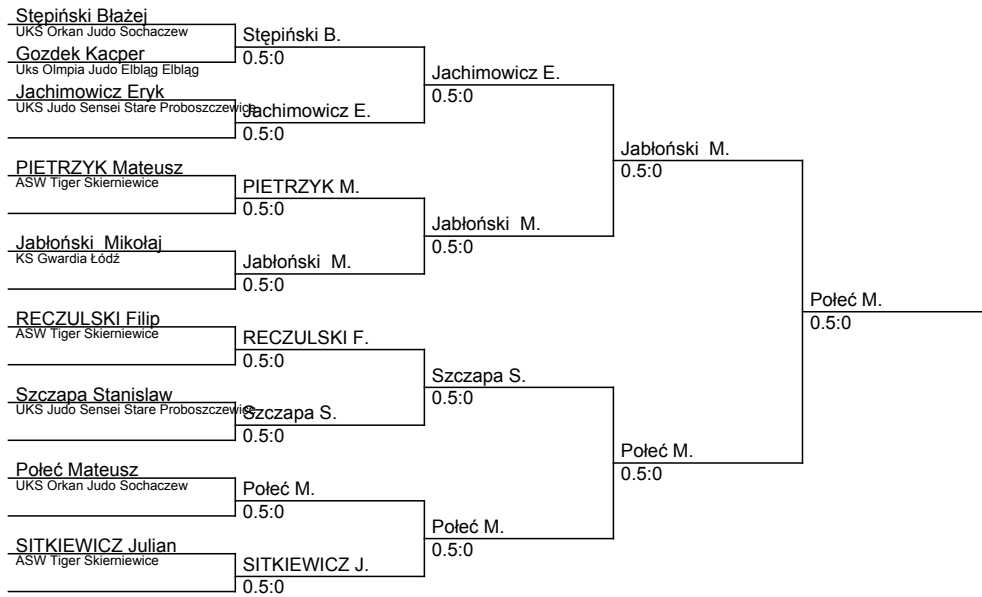 Stępiński Błażej
UKS Orkan Judo Sochaczew
Gozdek Kacper
Uks Olmpia Judo Elbląg Elbląg
Jachimowicz Eryk
UKS Judo Sensei Stare Proboszczewice
PIETRZYK Mateusz
ASW Tiger Skierniewice
Jabłoński  Mikołaj
KS Gwardia Łódź
RECZULSKI Filip
ASW Tiger Skierniewice
Szczapa Stanislaw
UKS Judo Sensei Stare Proboszczewice
Połeć Mateusz
UKS Orkan Judo Sochaczew
SITKIEWICZ Julian
ASW Tiger Skierniewice
Stępiński B.
0.5:0
Jachimowicz E.
0.5:0
PIETRZYK M.
0.5:0
Jabłoński  M.
0.5:0
RECZULSKI F.
0.5:0
Szczapa S.
0.5:0
Połeć M.
0.5:0
SITKIEWICZ J.
0.5:0
Jachimowicz E.
0.5:0
Jabłoński  M.
0.5:0
Szczapa S.
0.5:0
Połeć M.
0.5:0
Jabłoński  M.
0.5:0
Połeć M.
0.5:0
Połeć M.
0.5:0